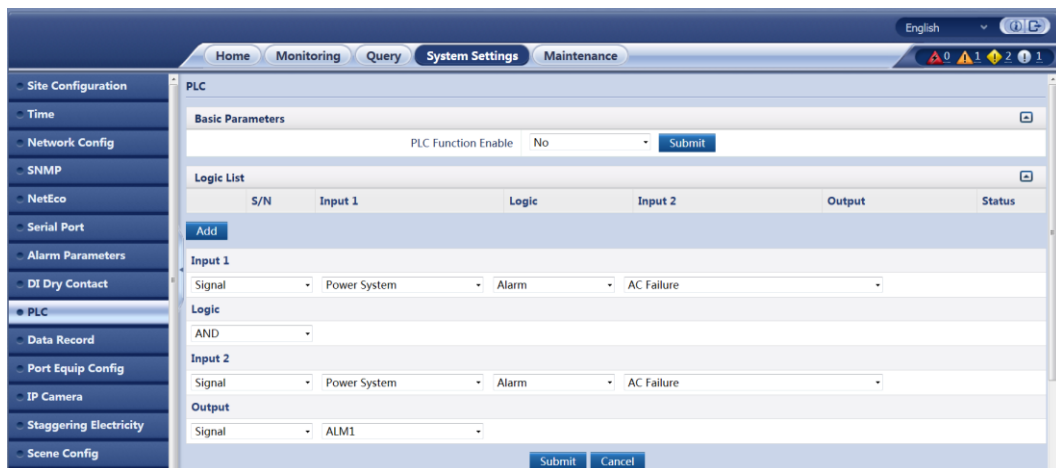 English
Home Monitoring Query System Settings Maintenance
0 1 2 1
Site Configuration
Time
Network Config
SNMP
NetEco
Serial Port
Alarm Parameters
DI Dry Contact
PLC
Data Record
Port Equip Config
IP Camera
Staggering Electricity
Scene Config
PLC
Basic Parameters
PLC Function Enable No Submit
Logic List
S/N Input 1 Logic Input 2 Output Status
Add
Input 1
Signal Power System Alarm AC Failure
Logic
AND
Input 2
Signal Power System Alarm AC Failure
Output
Signal ALM1
Submit Cancel